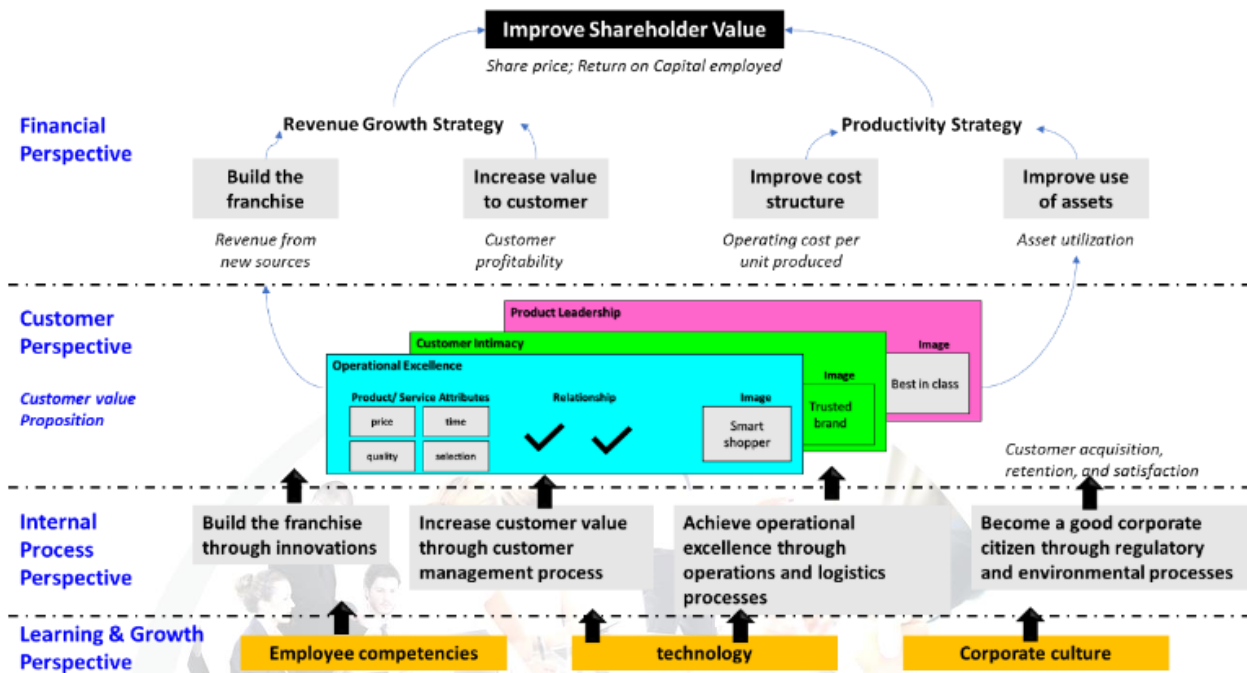 Improve Shareholder Value
Share price; Return on Capital employed
Financial
Perspective
Revenue Growth Strategy
Productivity Strategy
Build the
franchise
Increase value
to customer
Improve cost
structure
Improve use
of assets
Revenue from
new sources
Customer
profitability
Operating cost per
unit produced
Asset utilization
Customer
Perspective
Customer value
Proposition
Product Leadership
Image
Best in class
Customer Intimacy
Image
Trusted
brand
Operational Excellence
Product/ Service Attributes
Relationship
Image
price
time
quality
selection
Smart
shopper
Customer acquisition,
retention, and satisfaction
Internal
Process
Perspective
Build the franchise
through innovations
Increase customer value
through customer
management process
Achieve operational
excellence through
operations and logistics
processes
Become a good corporate
citizen through regulatory
and environmental processes
Learning & Growth
Perspective
Employee competencies
technology
Corporate culture